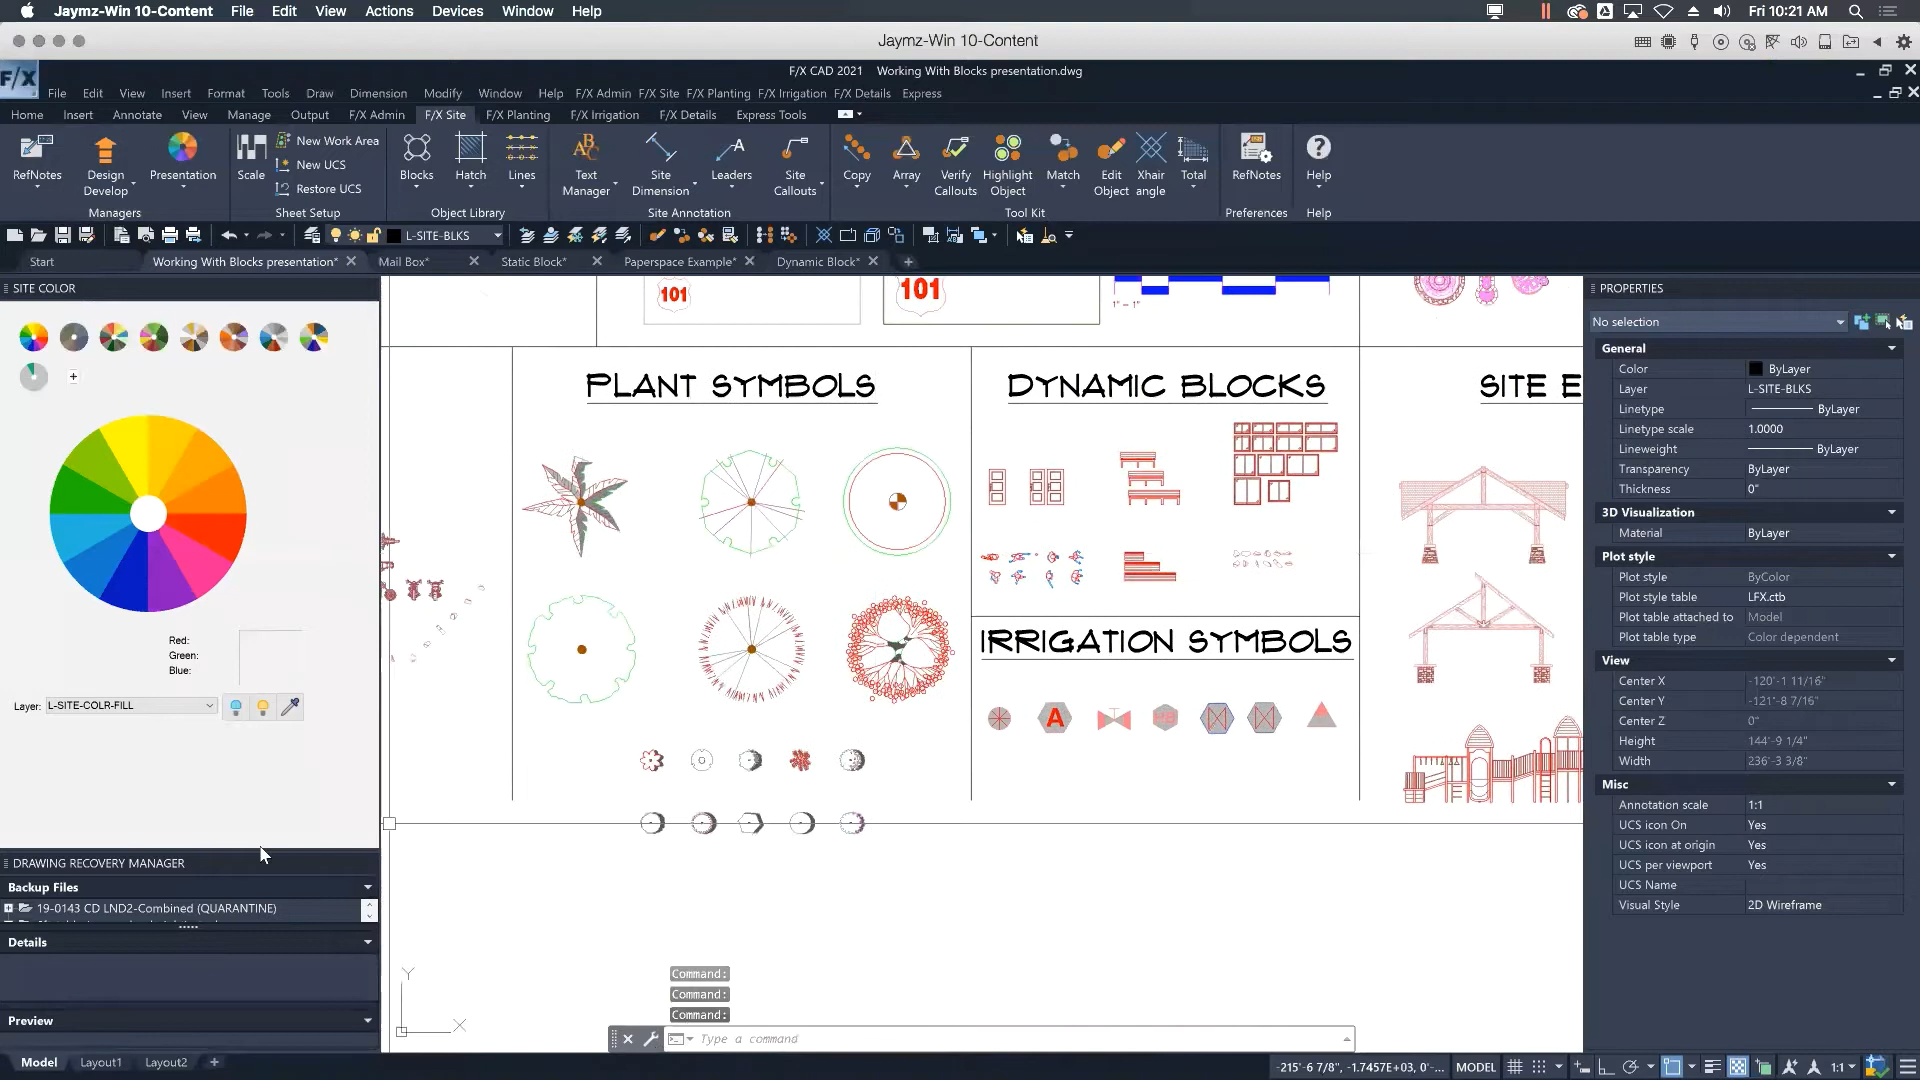 Jaymz-Win 10-Content File Edit View Actions Devices Window Help Fri 10:21 AM
Jaymz-Win 10-Content
F/X CAD 2021 Working With Blocks presentation.dwg
F/X
File Edit View Insert Format Tools Draw Dimension Modify Window Help F/X Admin F/X Site F/X Planting F/X Irrigation F/X Details Express
Home Insert Annotate View Manage Output F/X Admin F/X Site F/X Planting F/X Irrigation F/X Details Express Tools
RefNotes
Design
Develop
Presentation
Managers
Scale
New Work Area
New UCS
Restore UCS
Sheet Setup
Blocks
Hatch
Lines
Object Library
Text
Manager
Site
Dimension
Leaders
Site
Callouts
Site Annotation
Copy
Array
Verify
Callouts
Highlight
Object
Match
Edit
Object
Xhair
angle
Total
Tool Kit
RefNotes
Preferences
Help
Help
L-SITE-BLKS
Start Working With Blocks presentation* Mail Box* Static Block* Paperspace Example* Dynamic Block*
SITE COLOR
Red:
Green:
Blue:
Layer: L-SITE-COLR-FILL
DRAWING RECOVERY MANAGER
Backup Files
19-0143 CD LND2-Combined (QUARANTINE)
Details
Preview
101
101
1" = 1"
PLANT SYMBOLS
DYNAMIC BLOCKS
SITE E
IRRIGATION SYMBOLS
A
Y
X
Command:
Command:
Command:
Type a command
PROPERTIES
No selection
General
Color ByLayer
Layer L-SITE-BLKS
Linetype ByLayer
Linetype scale 1.0000
Lineweight ByLayer
Transparency ByLayer
Thickness 0"
3D Visualization
Material ByLayer
Plot style
Plot style ByColor
Plot style table LFX.ctb
Plot table attached to Model
Plot table type Color dependent
View
Center X -120'-1 11/16"
Center Y -121'-8 7/16"
Center Z 0"
Height 144'-9 1/4"
Width 236'-3 3/8"
Misc
Annotation scale 1:1
UCS icon On Yes
UCS icon at origin Yes
UCS per viewport Yes
UCS Name
Visual Style 2D Wireframe
Model Layout1 Layout2 +
-215'-6 7/8", -1.7457E+03, 0'-... MODEL 1:1